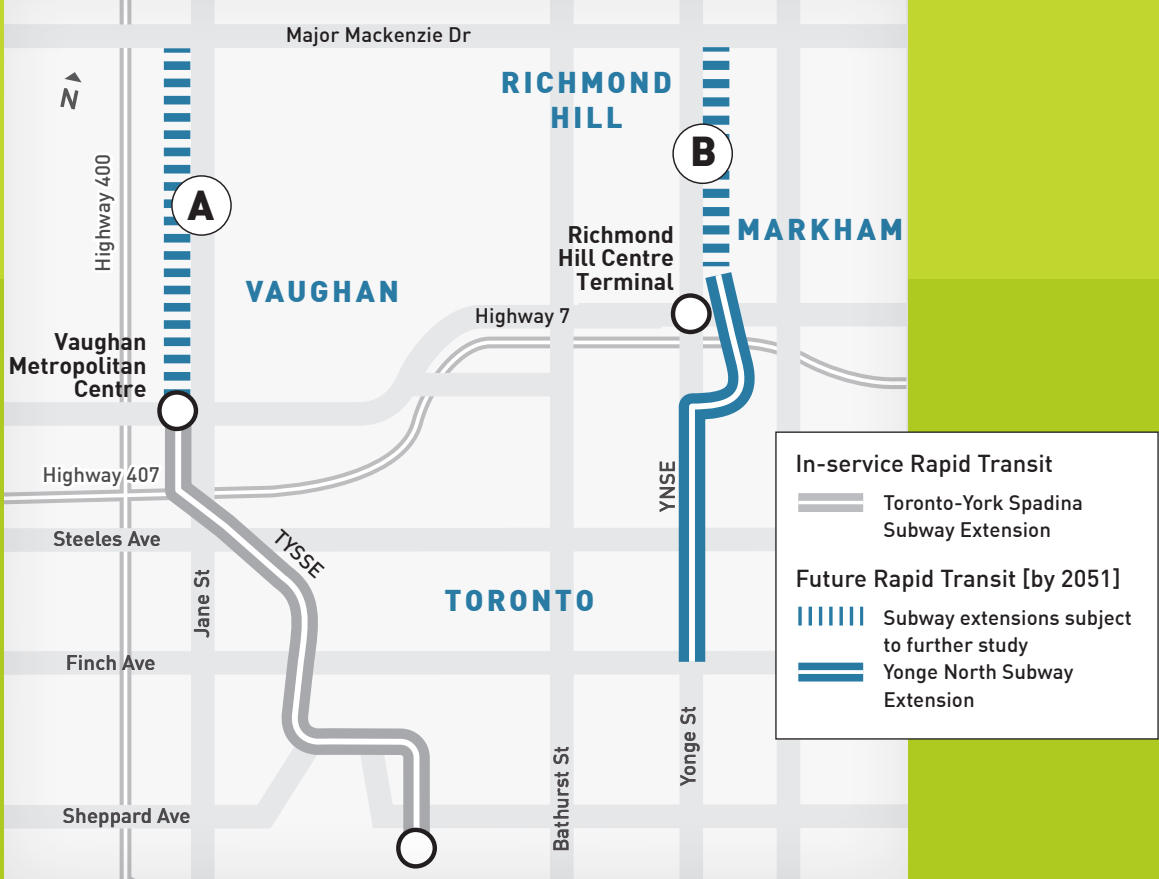 Major Mackenzie Dr
N
Highway 400
RICHMOND
HILL
A
B
MARKHAM
VAUGHAN
Richmond
Hill Centre
Terminal
Highway 7
Vaughan
Metropolitan
Centre
Highway 407
YNSE
Steeles Ave
TYSSE
Jane St
TORONTO
Finch Ave
Yonge St
Bathurst St
Sheppard Ave
In-service Rapid Transit
Toronto-York Spadina
Subway Extension
Future Rapid Transit [by 2051]
Subway extensions subject
to further study
Yonge North Subway
Extension